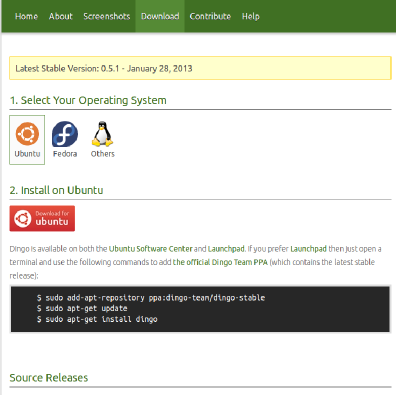 Home About Screenshots Download Contribute Help
Latest Stable Version: 0.5.1 - January 28, 2013
1. Select Your Operating System
Ubuntu Fedora Others
2. Install on Ubuntu
Download for
ubuntu
Dingo is available on both the Ubuntu Software Center and Launchpad. if you prefer Launchpad then just open a
terminal and use the following commands to add the official Dingo Team PPA (which contains the latest stable
release):
$ sudo add-apt-repository ppa:dingo-team/dingo-stable
$ sudo apt-get update
$ sudo apt-get install dingo
Source Releases